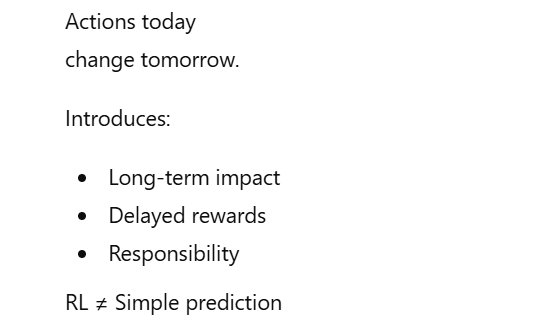 Actions today
change tomorrow.
Introduces:
• Long-term impact
• Delayed rewards
• Responsibility
RL ≠ Simple prediction